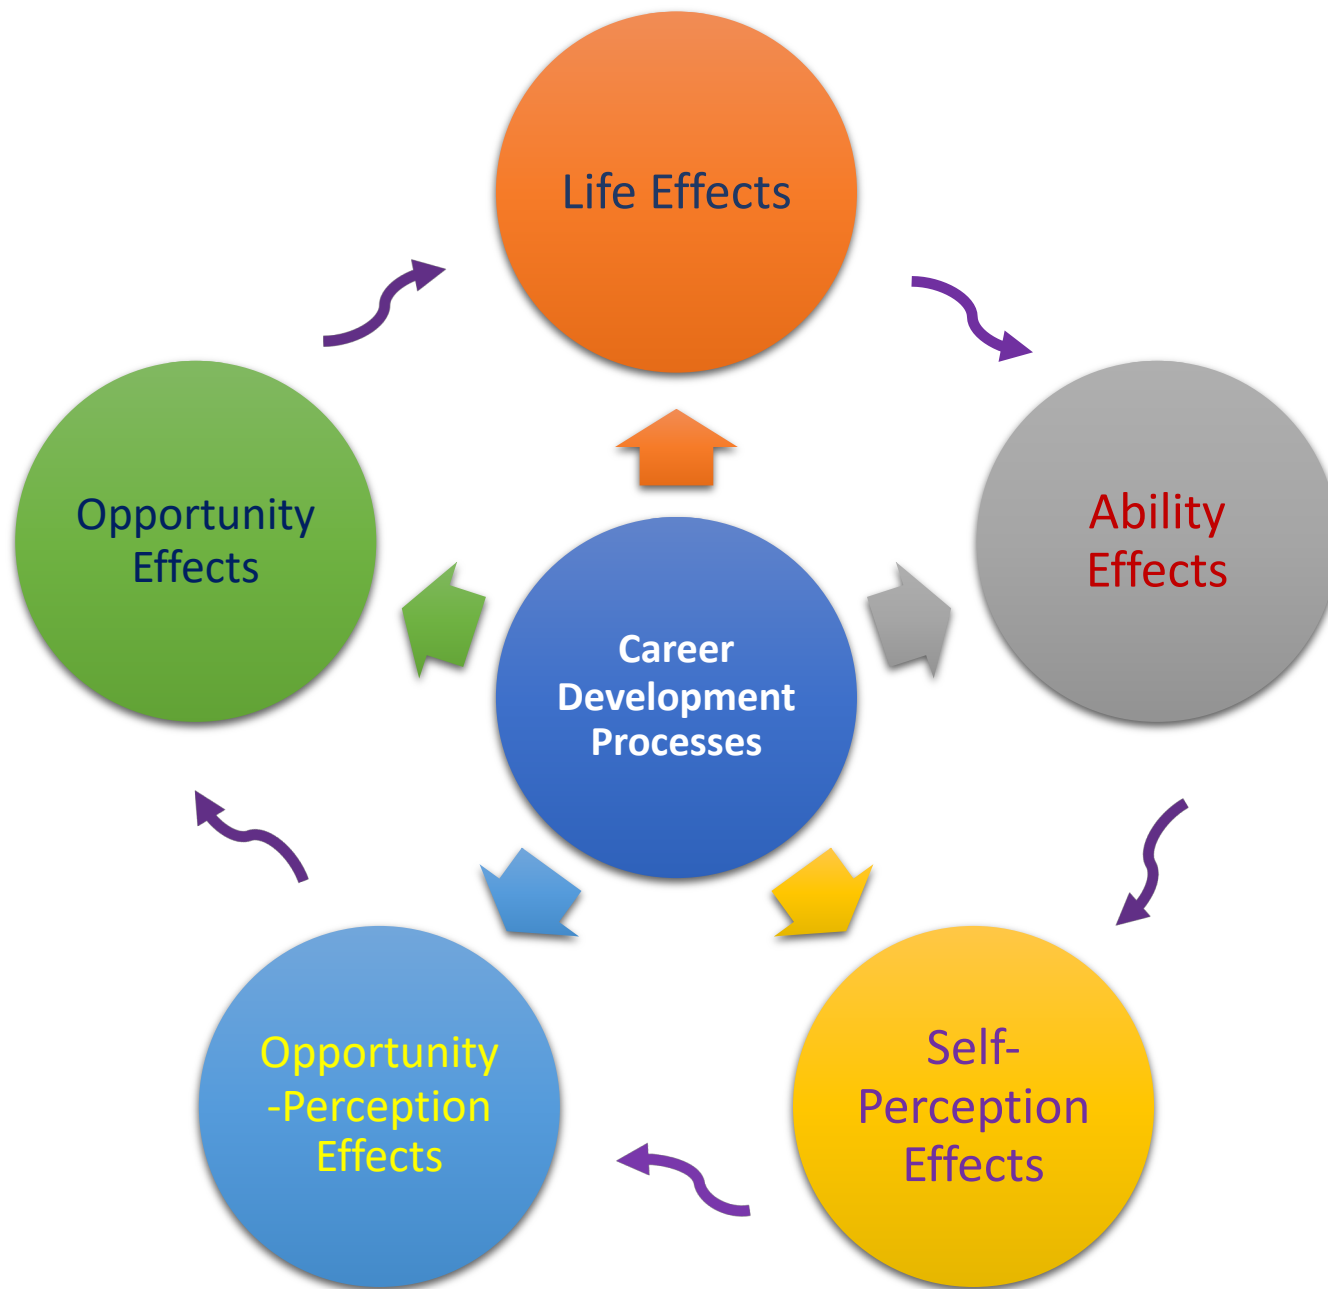 Life Effects
Opportunity
Effects
Ability
Effects
Career
Development
Processes
Opportunity
-Perception
Effects
Self-
Perception
Effects